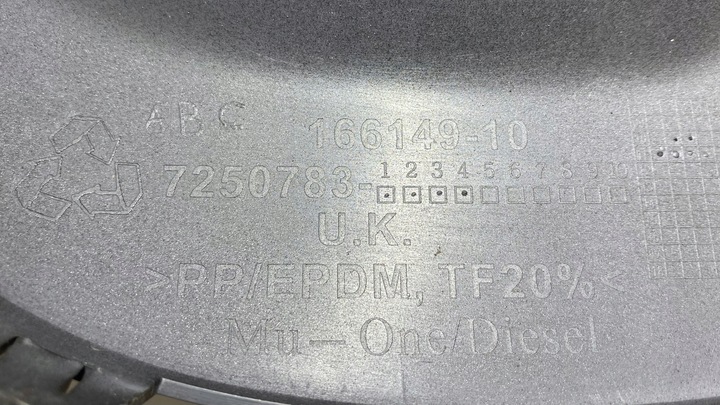 ABC 166149-10
7250783- 1 2 3 4 5 6 7 8 9 10
U.K.
>PP/EPDM, TF20%<
Mu—One/Diesel